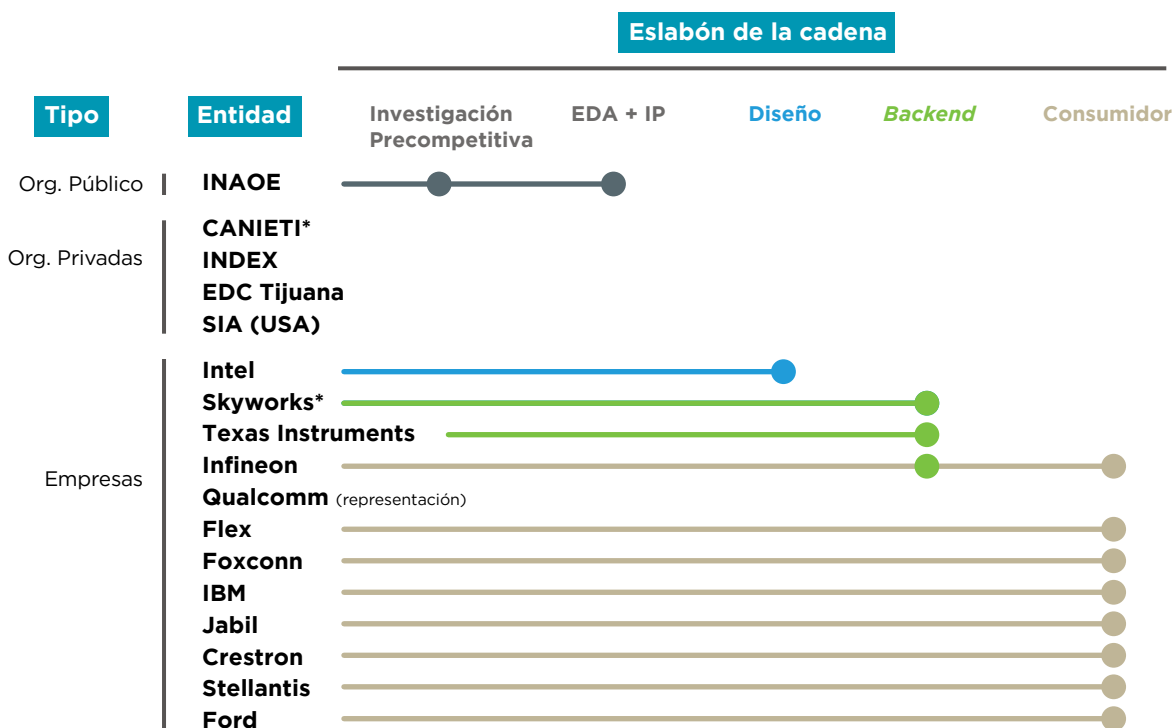 Eslabón de la cadena
Tipo
Entidad
Investigación
Precompetitiva
EDA + IP
Diseño
Backend
Consumidor
Org. Público
INAOE
Org. Privadas
CANIETI*
INDEX
EDC Tijuana
SIA (USA)
Empresas
Intel
Skyworks*
Texas Instruments
Infineon
Qualcomm (representación)
Flex
Foxconn
IBM
Jabil
Crestron
Stellantis
Ford